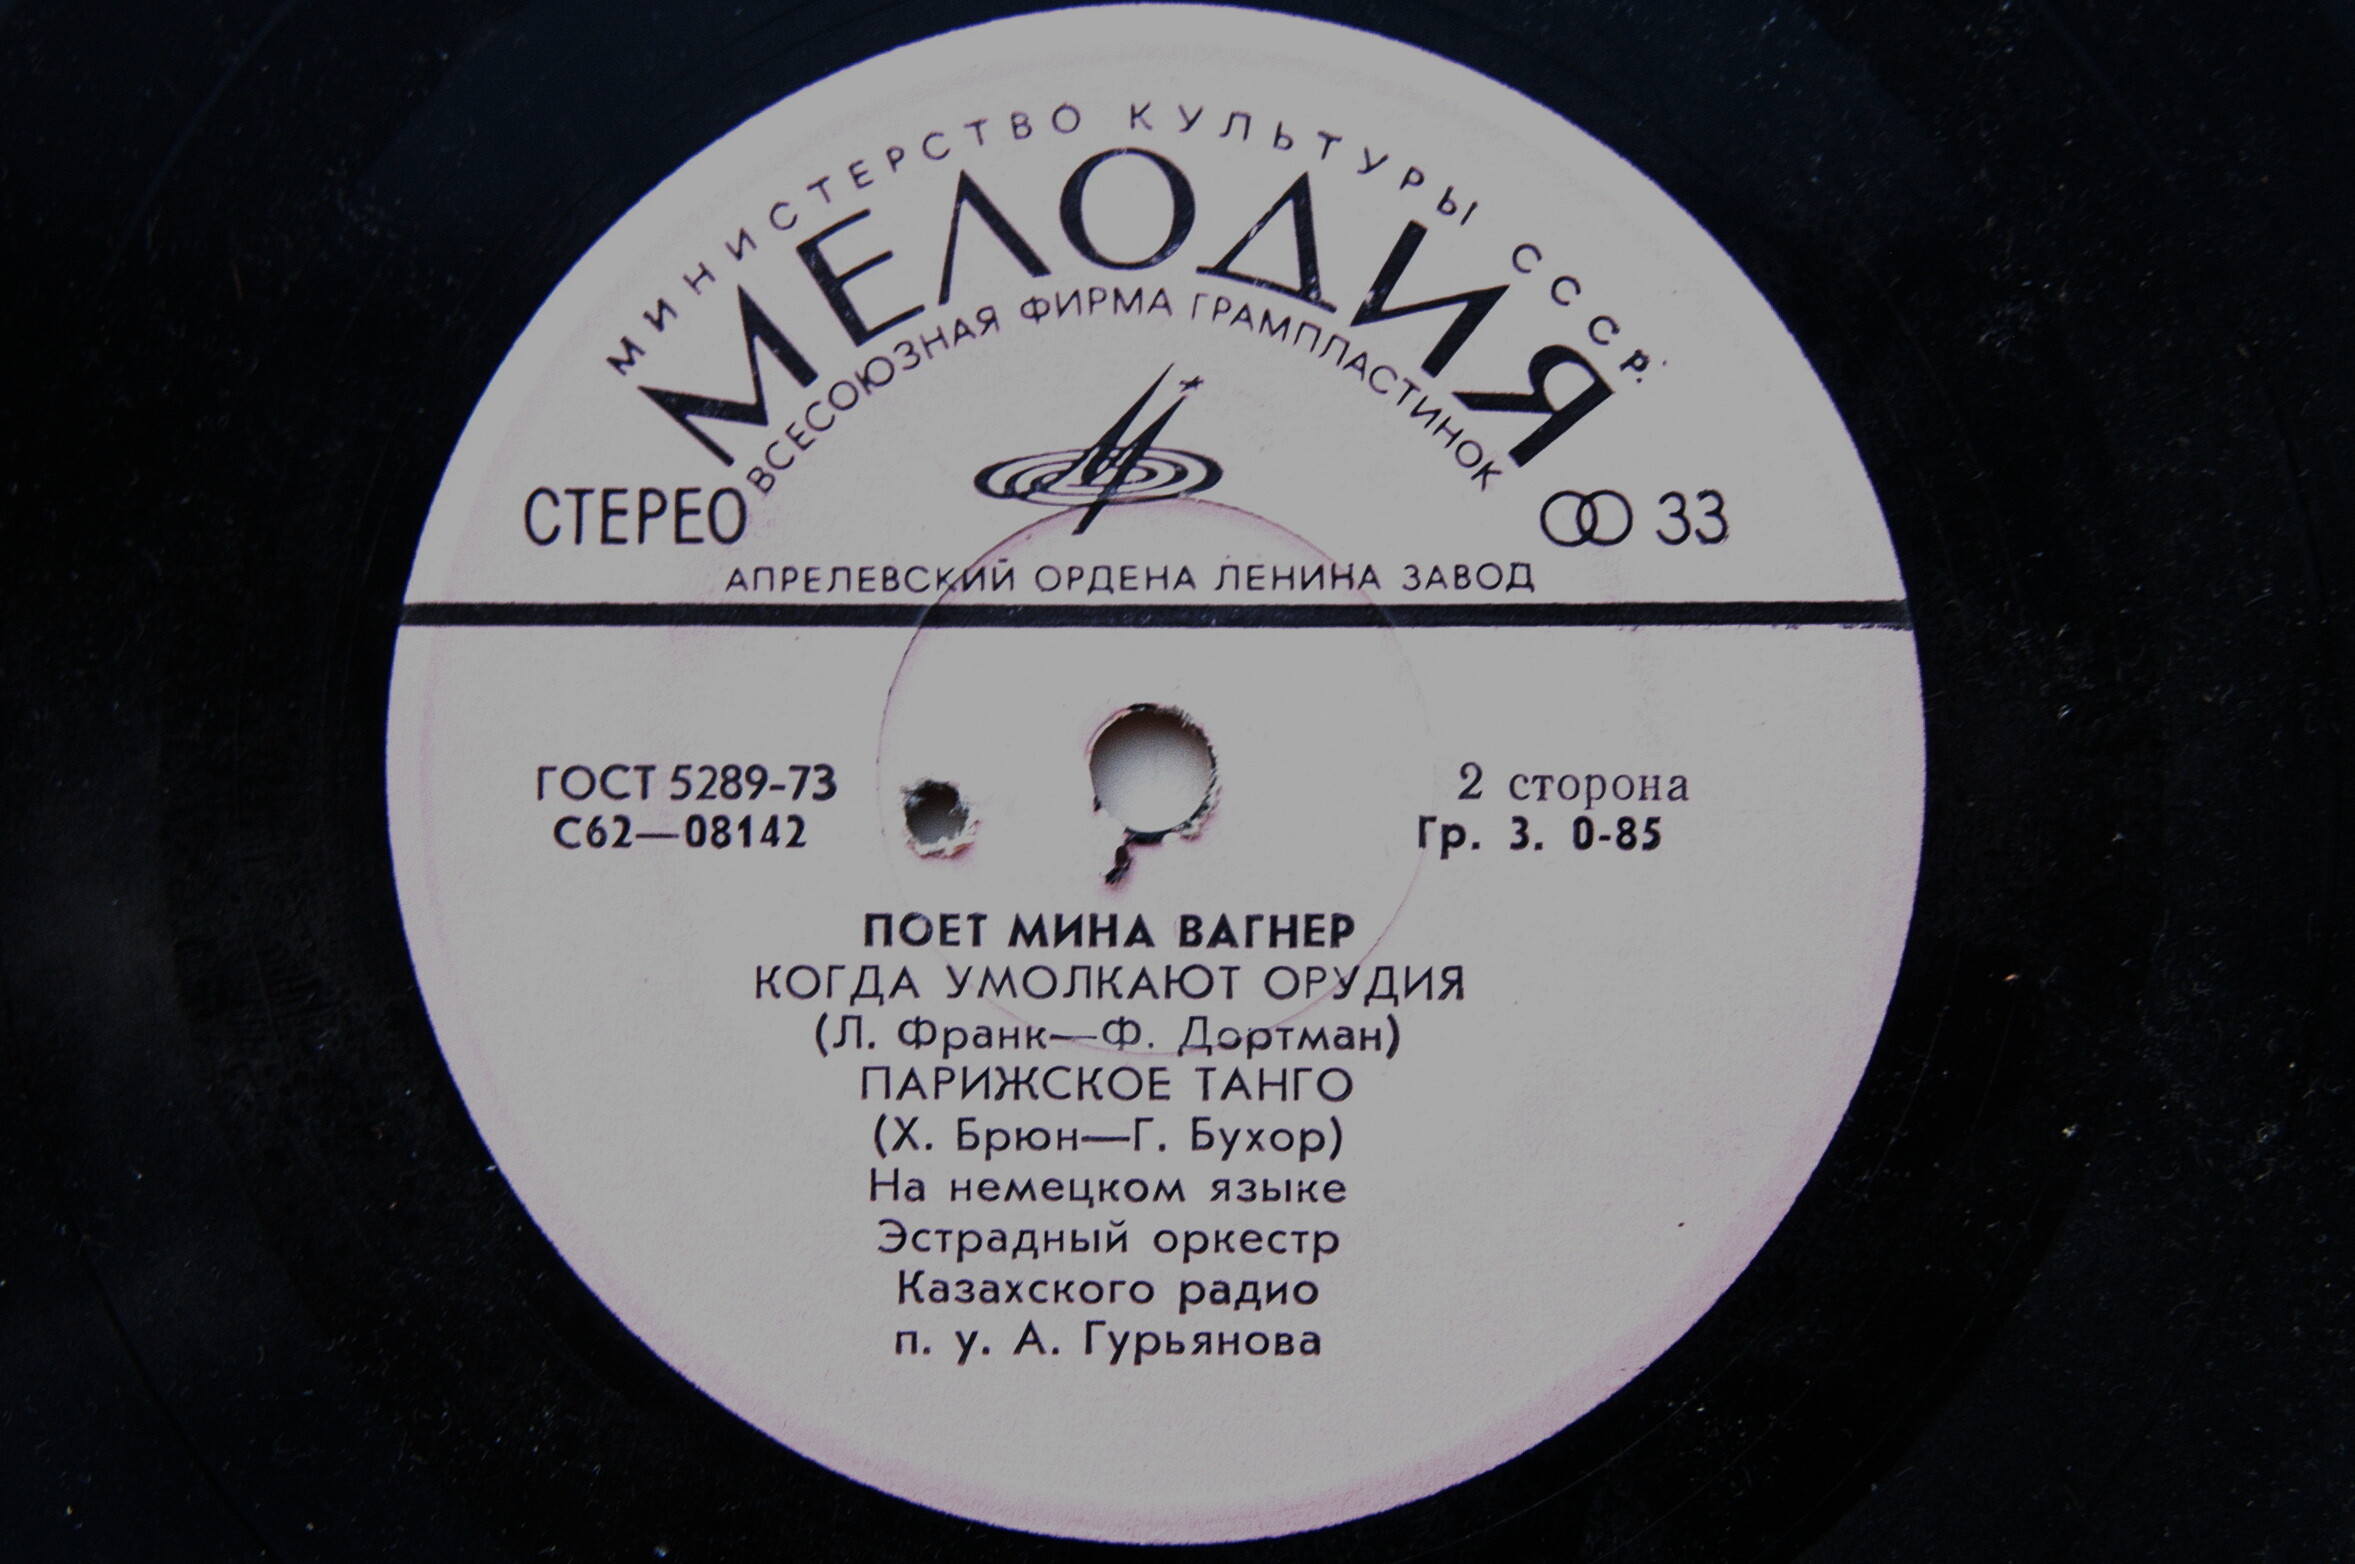 МИНИСТЕРСТВО КУЛЬТУРЫ СССР.
МЕЛОДИЯ
ВСЕСОЮЗНАЯ ФИРМА ГРАМПЛАСТИНОК
СТЕРЕО 33
АПРЕЛЕВСКИЙ ОРДЕНА ЛЕНИНА ЗАВОД
ГОСТ 5289-73 2 сторона
С62—08142 Гр. 3. 0-85
ПОЕТ МИНА ВАГНЕР
КОГДА УМОЛКАЮТ ОРУДИЯ
(Л. Франк—Ф. Дортман)
ПАРИЖСКОЕ ТАНГО
(Х. Брюн—Г. Бухор)
На немецком языке
Эстрадный оркестр
Казахского радио
п. у. А. Гурьянова